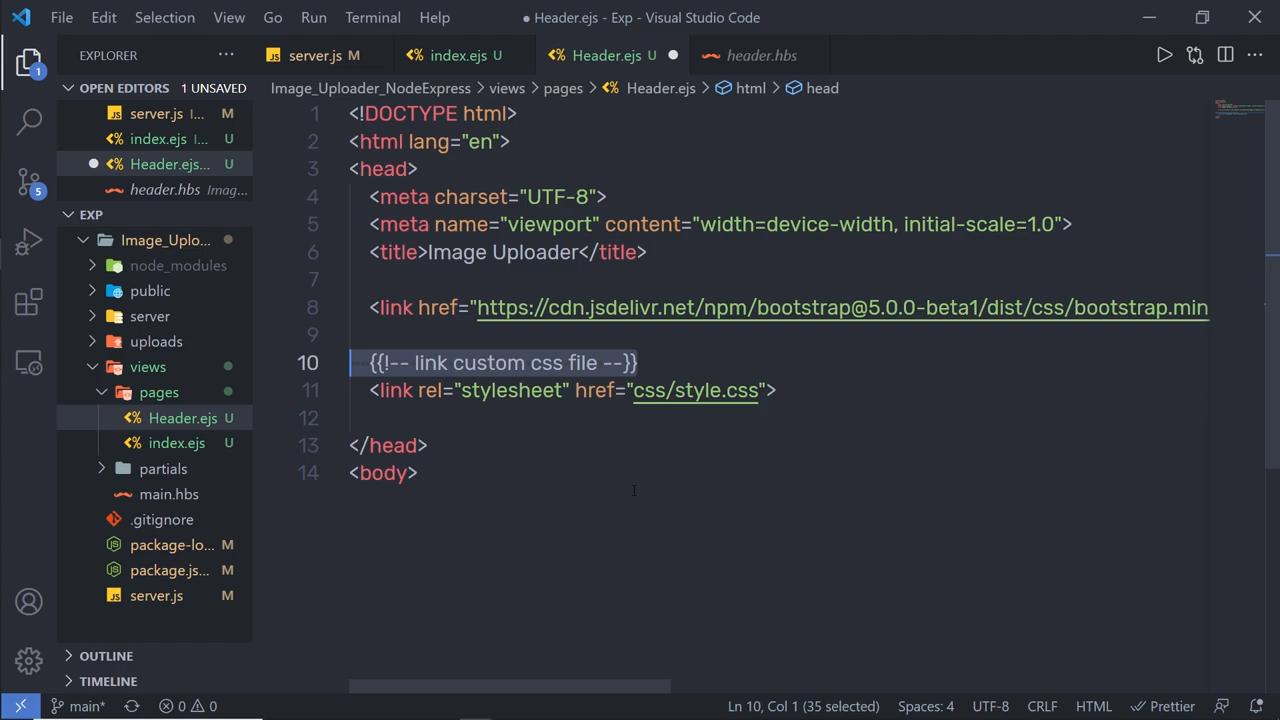 File Edit Selection View Go Run Terminal Help ● Header.ejs - Exp - Visual Studio Code
EXPLORER ···
server.js M
index.ejs U
Header.ejs U
header.hbs
OPEN EDITORS 1 UNSAVED
server.js ... M
index.ejs ... U
Header.ejs... U
header.hbs Imag...
EXP
Image_Uplo...
node_modules
public
server
uploads
views
pages
Header.ejs U
index.ejs U
partials
main.hbs
.gitignore
package-lo... M
package.js... M
server.js M
OUTLINE
TIMELINE
1
5
Image_Uploader_NodeExpress > views > pages > Header.ejs > html > head
1 <!DOCTYPE html>
2 <html lang="en">
3 <head>
4 <meta charset="UTF-8">
5 <meta name="viewport" content="width=device-width, initial-scale=1.0">
6 <title>Image Uploader</title>
7
8 <link href="https://cdn.jsdelivr.net/npm/bootstrap@5.0.0-beta1/dist/css/bootstrap.min
9
10 {{!-- link custom css file --}}
11 <link rel="stylesheet" href="css/style.css">
12
13 </head>
14 <body>
main* 0 0 Ln 10, Col 1 (35 selected) Spaces: 4 UTF-8 CRLF HTML Prettier